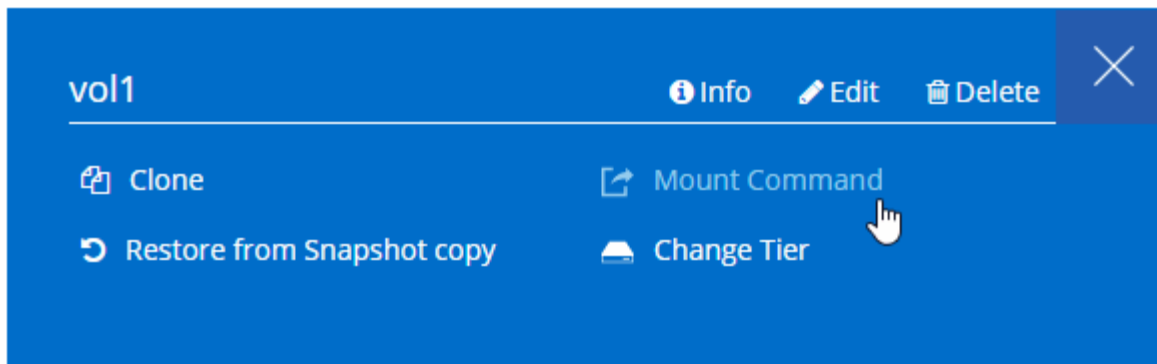 vol1 Info Edit Delete
Clone Mount Command
Restore from Snapshot copy Change Tier